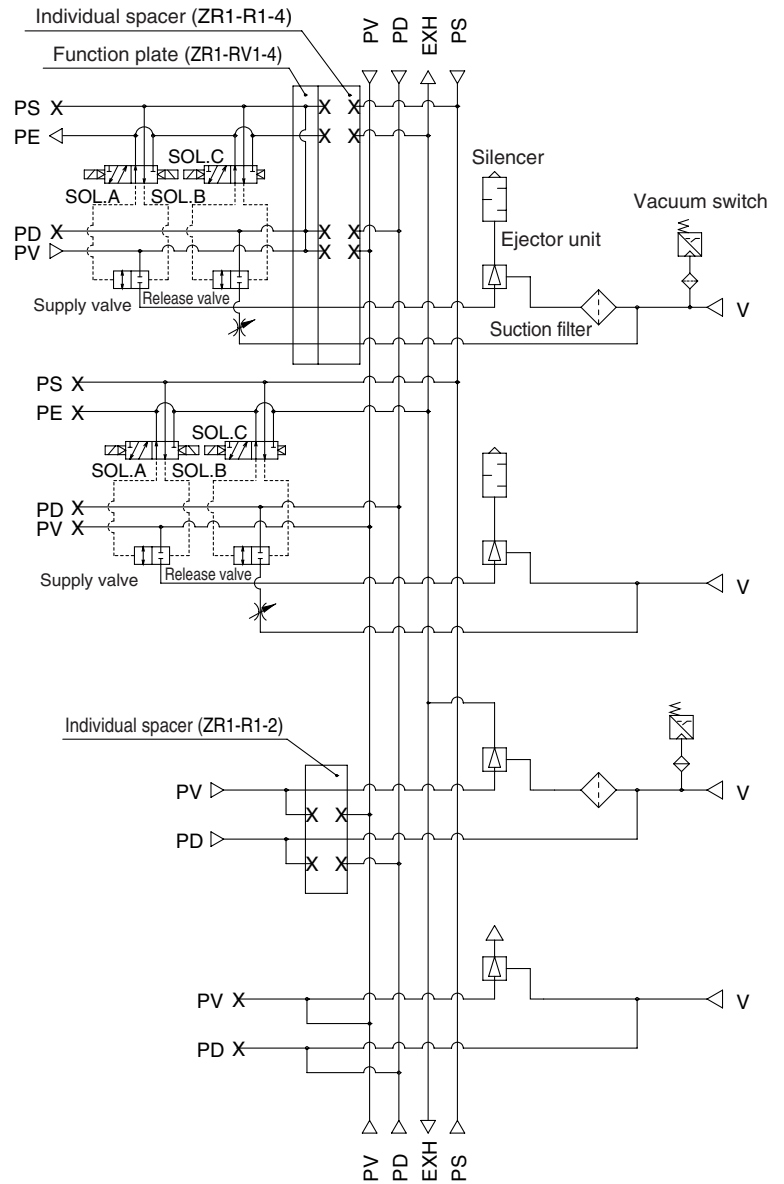 Individual spacer (ZR1-R1-4)
Function plate (ZR1-RV1-4)
PV
PD
EXH
PS
PS X
PE
SOL.C
SOL.A
SOL.B
PD X
PV
Supply valve
Release valve
X X
X X
X X
X X
Silencer
Ejector unit
Suction filter
Vacuum switch
V
PS X
PE X
SOL.C
SOL.A
SOL.B
PD X
PV X
Supply valve
Release valve
V
Individual spacer (ZR1-R1-2)
PV
X X
PD
X X
V
PV X
PD X
V
PV
PD
EXH
PS